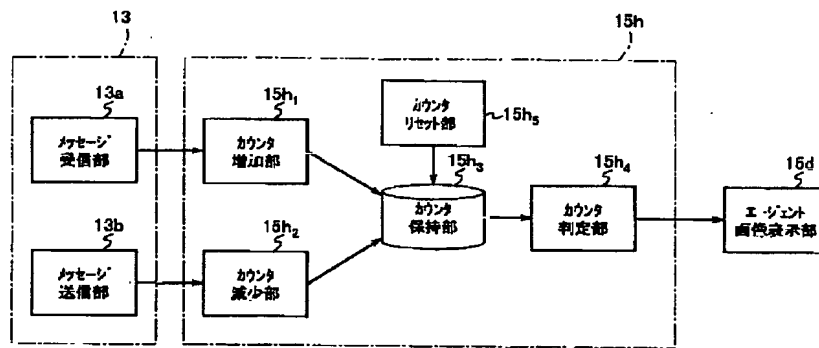 13
15h
13a
メッセージ
受信部
15h₁
カウンタ
増加部
カウンタ
リセット部
15h₅
13b
メッセージ
送信部
15h₂
カウンタ
減少部
15h₃
カウンタ
保持部
15h₄
カウンタ
判定部
16d
エージェント
画像表示部